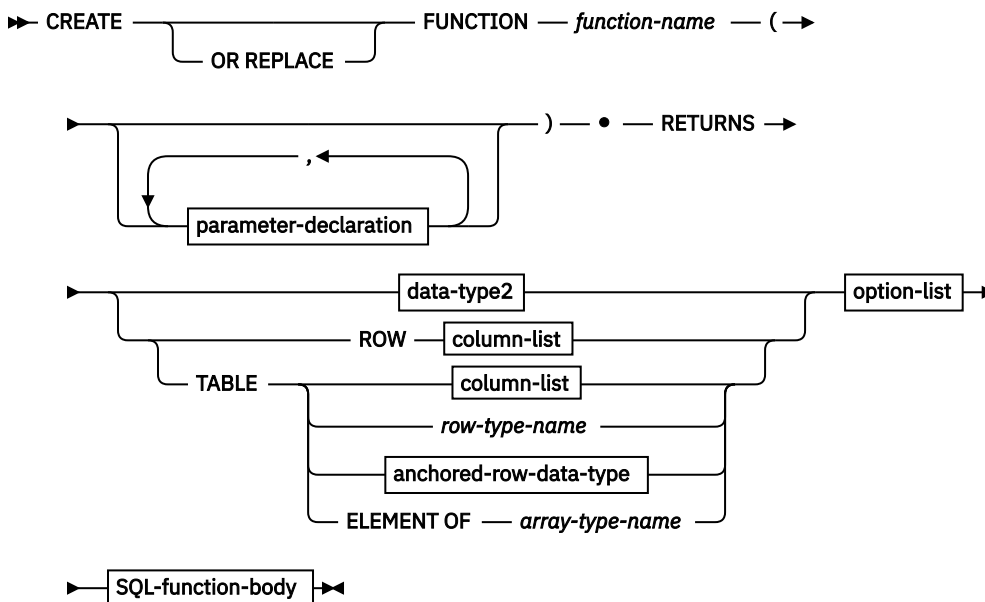 CREATE FUNCTION function-name (
OR REPLACE
) • RETURNS
,
parameter-declaration
data-type2 option-list
ROW column-list
TABLE column-list
row-type-name
anchored-row-data-type
ELEMENT OF array-type-name
SQL-function-body